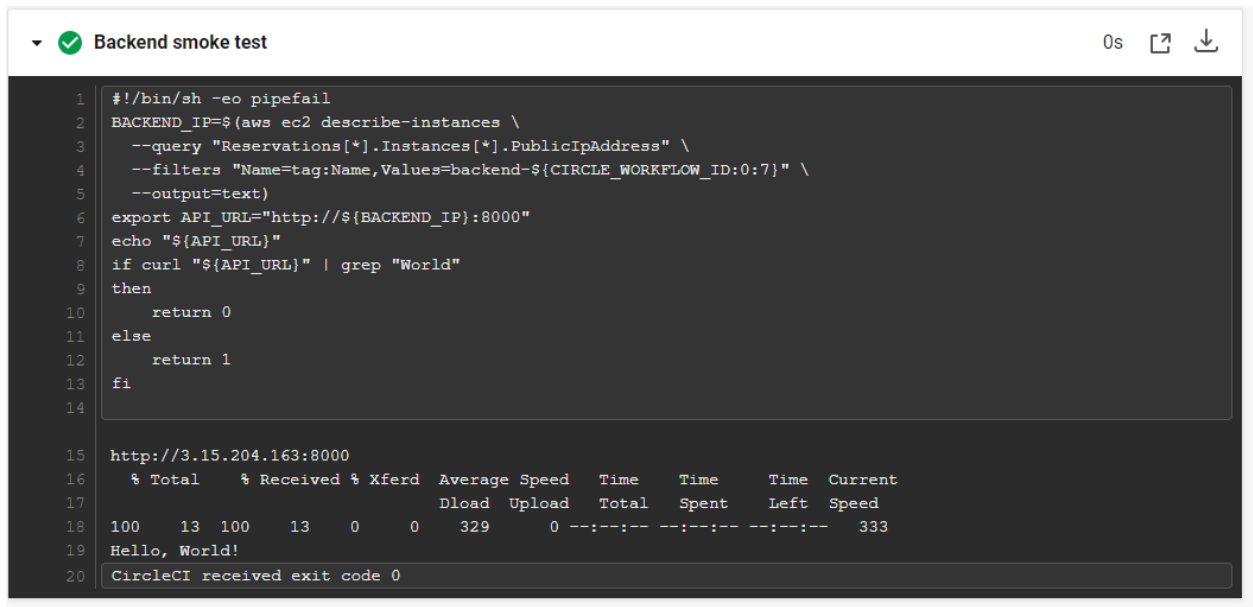 Backend smoke test 0s
1 #!/bin/sh -eo pipefail
2 BACKEND_IP=$(aws ec2 describe-instances \
3   --query "Reservations[*].Instances[*].PublicIpAddress" \
4   --filters "Name=tag:Name,Values=backend-${CIRCLE_WORKFLOW_ID:0:7}" \
5   --output=text)
6 export API_URL="http://${BACKEND_IP}:8000"
7 echo "${API_URL}"
8 if curl "${API_URL}" | grep "World"
9 then
10     return 0
11 else
12     return 1
13 fi
14
15 http://3.15.204.163:8000
16   % Total    % Received % Xferd  Average Speed   Time    Time     Time  Current
17                                  Dload  Upload   Total   Spent    Left  Speed
18 100    13  100    13    0     0    329      0 --:--:-- --:--:-- --:--:--   333
19 Hello, World!
20 CircleCI received exit code 0